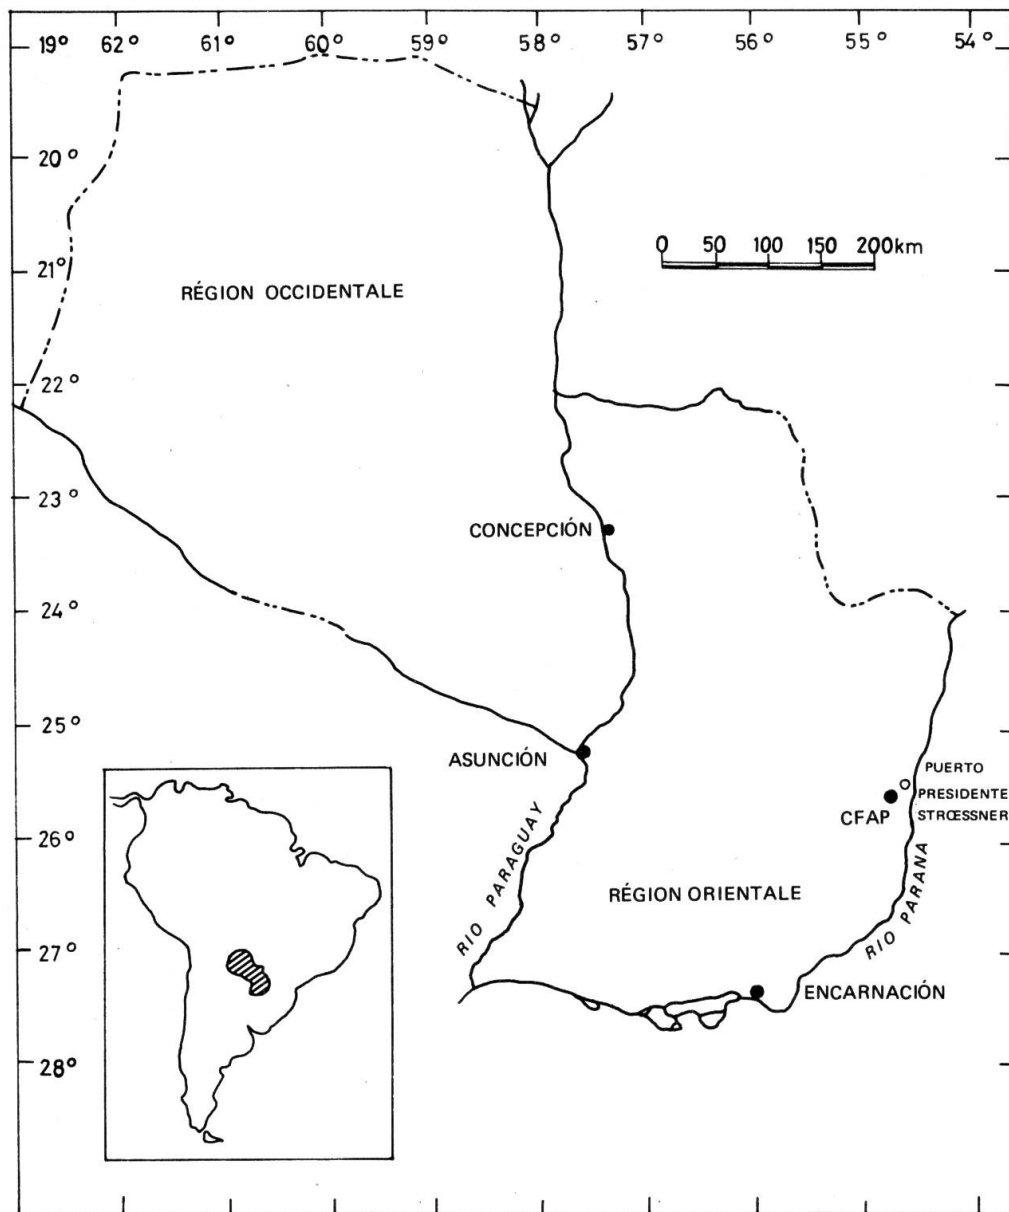 62° 61° 60° 59° 58° 57° 56° 55° 54°
19°
20°
21°
22°
23°
24°
25°
26°
27°
28°
0 50 100 150 200km
RÉGION OCCIDENTALE
CONCEPCIÓN
ASUNCIÓN
PUERTO
PRESIDENTE
STRŒSSNER
CFAP
RIO PARAGUAY
RÉGION ORIENTALE
RIO PARANA
ENCARNACIÓN